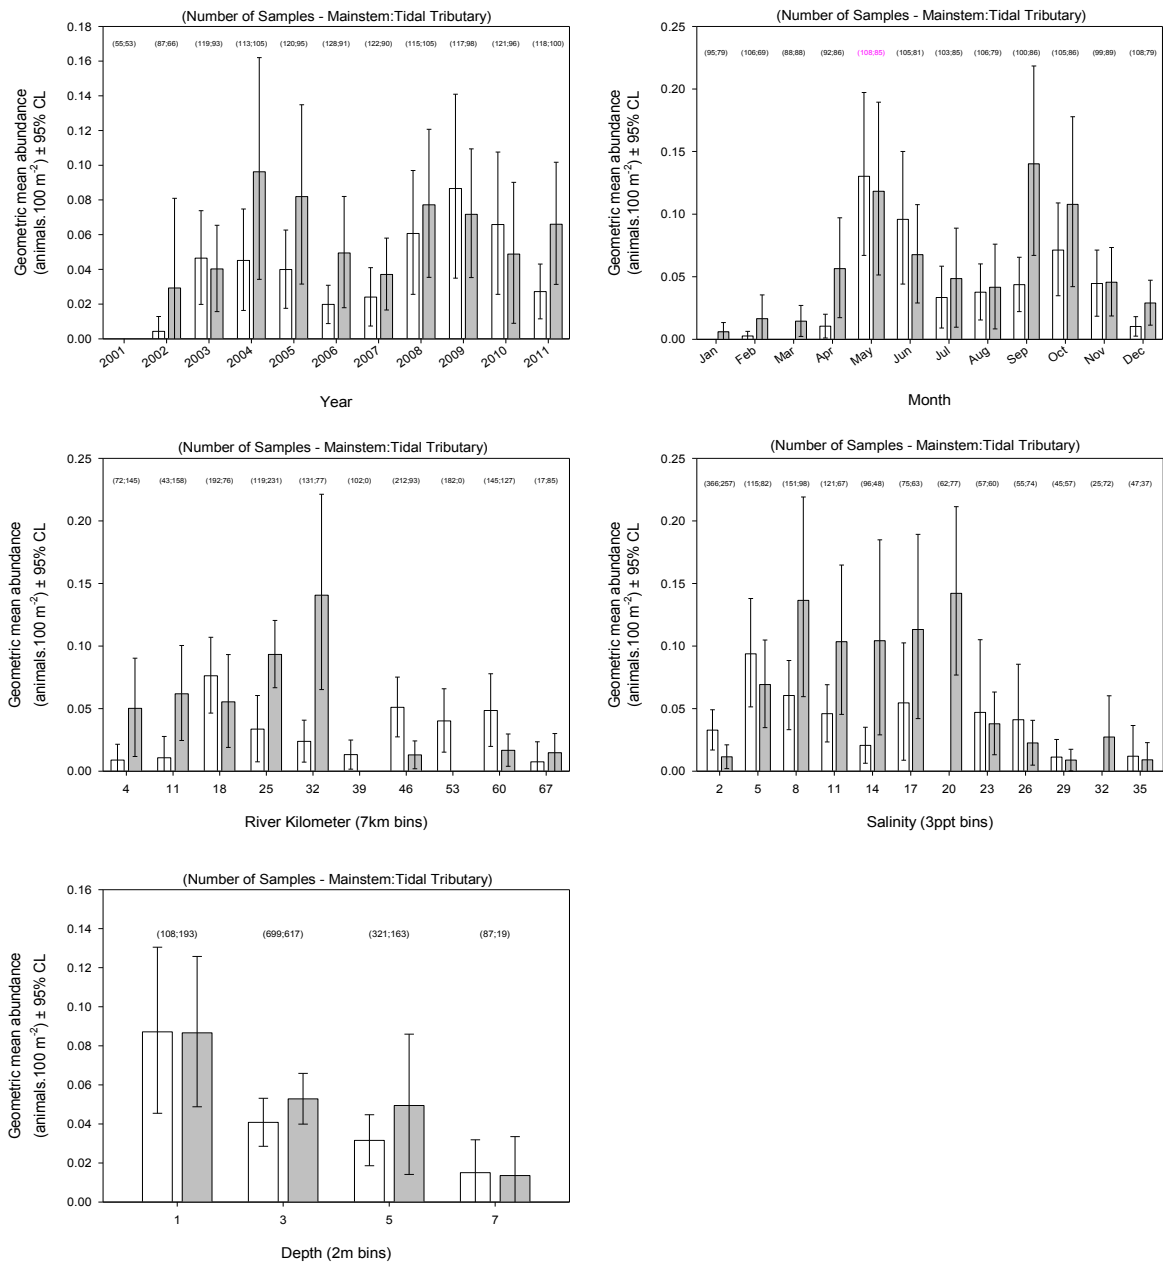 (Number of Samples - Mainstem:Tidal Tributary)
(55;53) (87;66) (119;93) (113;105) (120;95) (128;91) (122;90) (115;105) (117;98) (121;96) (118;100)
Geometric mean abundance
(animals.100 m⁻²) ± 95% CL
0.18
0.16
0.14
0.12
0.10
0.08
0.06
0.04
0.02
0.00
2001 2002 2003 2004 2005 2006 2007 2008 2009 2010 2011
Year
(Number of Samples - Mainstem:Tidal Tributary)
(95;79) (106;69) (88;88) (92;86) (108;85) (105;81) (103;85) (106;79) (100;86) (105;86) (99;89) (108;79)
Geometric mean abundance
(animals.100 m⁻²) ± 95% CL
0.25
0.20
0.15
0.10
0.05
0.00
Jan Feb Mar Apr May Jun Jul Aug Sep Oct Nov Dec
Month
(Number of Samples - Mainstem:Tidal Tributary)
(72;145) (43;158) (192;76) (119;231) (131;77) (102;0) (212;93) (182;0) (145;127) (17;85)
Geometric mean abundance
(animals.100 m⁻²) ± 95% CL
0.25
0.20
0.15
0.10
0.05
0.00
4 11 18 25 32 39 46 53 60 67
River Kilometer (7km bins)
(Number of Samples - Mainstem:Tidal Tributary)
(366;257) (115;82) (151;98) (121;67) (96;48) (75;63) (62;77) (57;60) (55;74) (45;57) (25;72) (47;37)
Geometric mean abundance
(animals.100 m⁻²) ± 95% CL
0.25
0.20
0.15
0.10
0.05
0.00
2 5 8 11 14 17 20 23 26 29 32 35
Salinity (3ppt bins)
(Number of Samples - Mainstem:Tidal Tributary)
(108;193) (699;617) (321;163) (87;19)
Geometric mean abundance
(animals.100 m⁻²) ± 95% CL
0.16
0.14
0.12
0.10
0.08
0.06
0.04
0.02
0.00
1 3 5 7
Depth (2m bins)